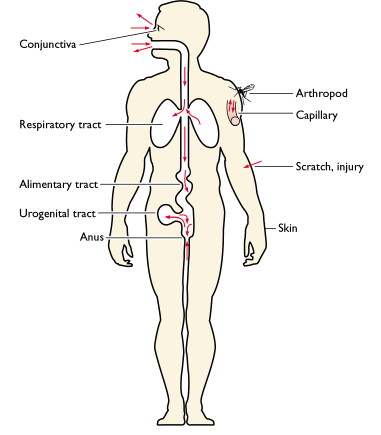 Conjunctiva
Arthropod
Capillary
Respiratory tract
Scratch, injury
Alimentary tract
Urogenital tract
Skin
Anus